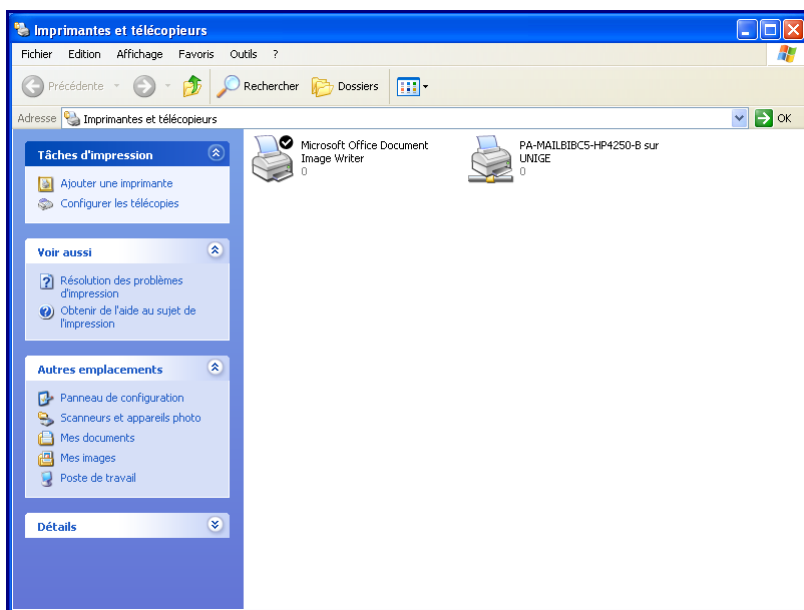 Imprimantes et télécopieurs
Fichier Edition Affichage Favoris Outils ?
Précédente Rechercher Dossiers
Adresse Imprimantes et télécopieurs OK
Tâches d'impression
Ajouter une imprimante
Configurer les télécopies
Voir aussi
Résolution des problèmes
d'impression
Obtenir de l'aide au sujet de
l'impression
Autres emplacements
Panneau de configuration
Scanneurs et appareils photo
Mes documents
Mes images
Poste de travail
Détails
Microsoft Office Document
Image Writer
0
PA-MAILBIBC5-HP4250-B sur
UNIGE
0